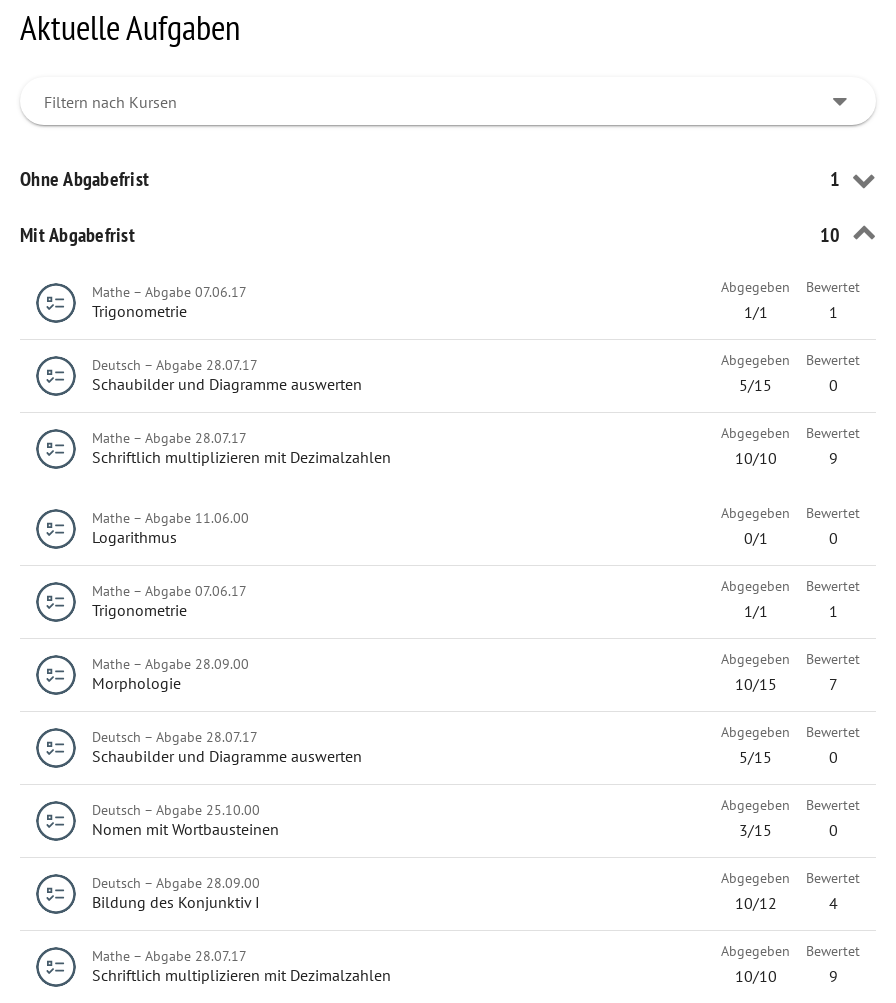 Aktuelle Aufgaben
Filtern nach Kursen
Ohne Abgabefrist 1
Mit Abgabefrist 10
Mathe – Abgabe 07.06.17 Abgegeben Bewertet
Trigonometrie 1/1 1
Deutsch – Abgabe 28.07.17 Abgegeben Bewertet
Schaubilder und Diagramme auswerten 5/15 0
Mathe – Abgabe 28.07.17 Abgegeben Bewertet
Schriftlich multiplizieren mit Dezimalzahlen 10/10 9
Mathe – Abgabe 11.06.00 Abgegeben Bewertet
Logarithmus 0/1 0
Mathe – Abgabe 07.06.17 Abgegeben Bewertet
Trigonometrie 1/1 1
Mathe – Abgabe 28.09.00 Abgegeben Bewertet
Morphologie 10/15 7
Deutsch – Abgabe 28.07.17 Abgegeben Bewertet
Schaubilder und Diagramme auswerten 5/15 0
Deutsch – Abgabe 25.10.00 Abgegeben Bewertet
Nomen mit Wortbausteinen 3/15 0
Deutsch – Abgabe 28.09.00 Abgegeben Bewertet
Bildung des Konjunktiv I 10/12 4
Mathe – Abgabe 28.07.17 Abgegeben Bewertet
Schriftlich multiplizieren mit Dezimalzahlen 10/10 9